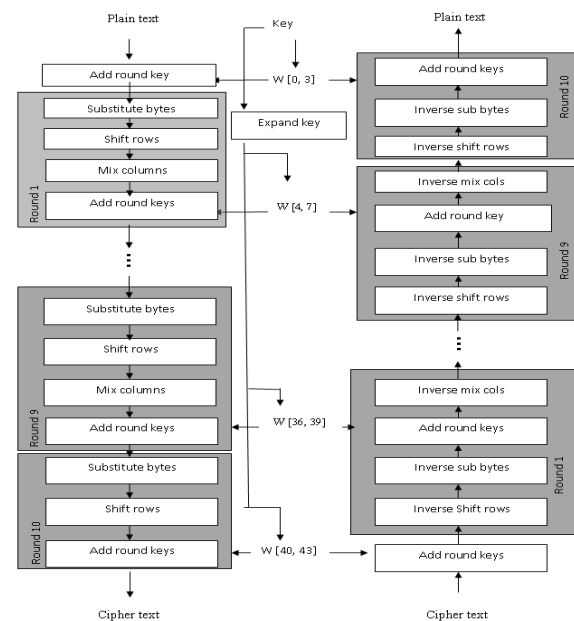 Plain text
Add round key
Substitute bytes
Shift rows
Mix columns
Add round keys
Round 1
...
Substitute bytes
Shift rows
Mix columns
Add round keys
Round 9
Substitute bytes
Shift rows
Add round keys
Round 10
Cipher text
Key
W [0, 3]
Expand key
W [4, 7]
W [36, 39]
W [40, 43]
Plain text
Add round keys
Inverse sub bytes
Inverse shift rows
Round 10
Inverse mix cols
Add round key
Inverse sub bytes
Inverse shift rows
Round 9
...
Inverse mix cols
Add round keys
Inverse sub bytes
Inverse Shift rows
Round 1
Add round keys
Cipher text